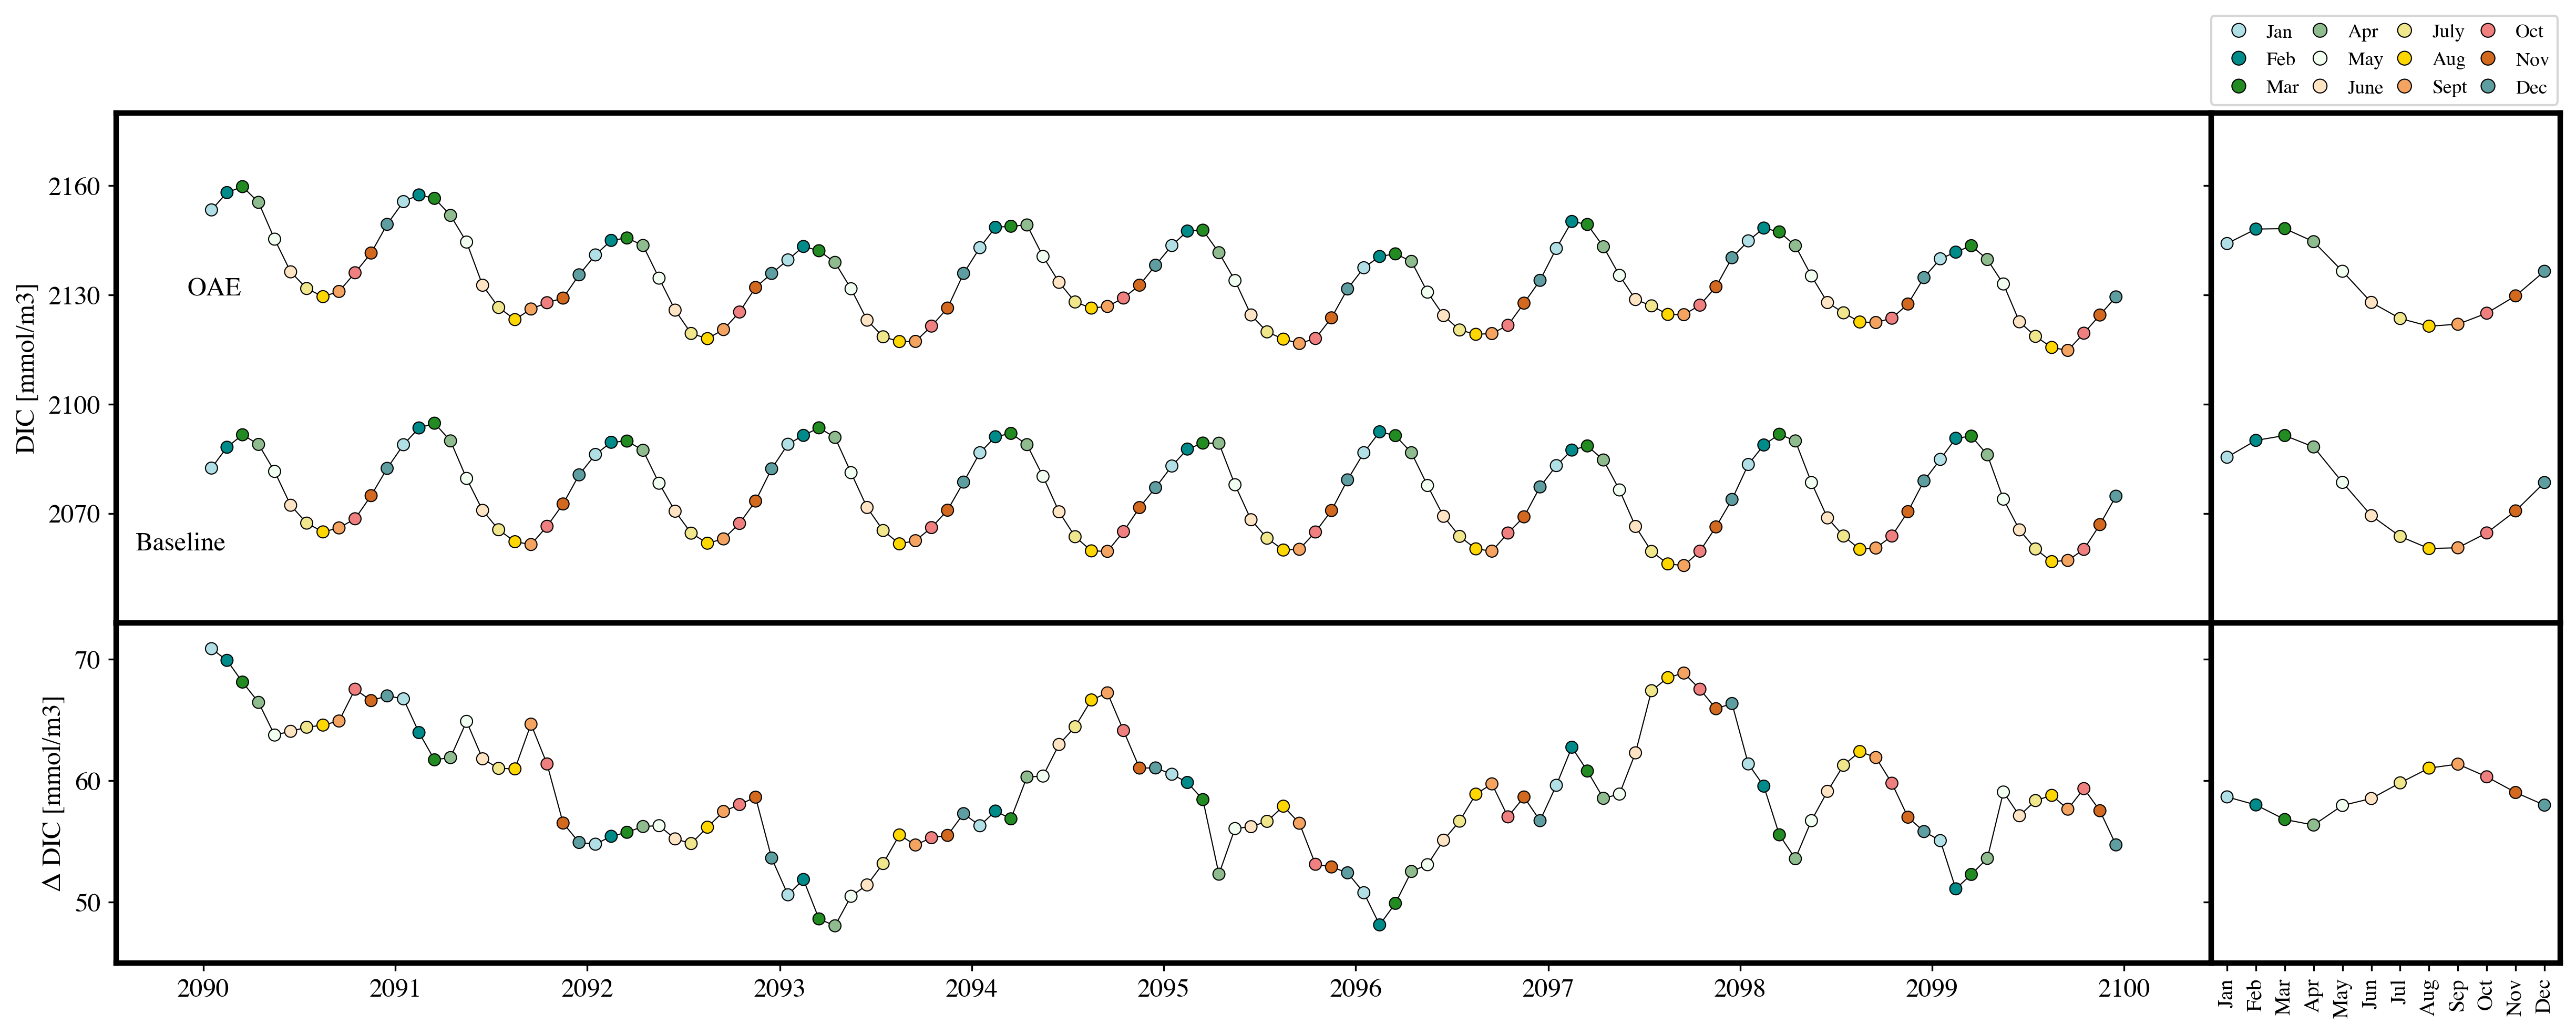 Jan Apr July Oct
Feb May Aug Nov
Mar June Sept Dec
DIC [mmol/m3]
2160
2130
2100
2070
OAE
Baseline
Δ DIC [mmol/m3]
70
60
50
2090 2091 2092 2093 2094 2095 2096 2097 2098 2099 2100
Jan Feb Mar Apr May Jun Jul Aug Sep Oct Nov Dec